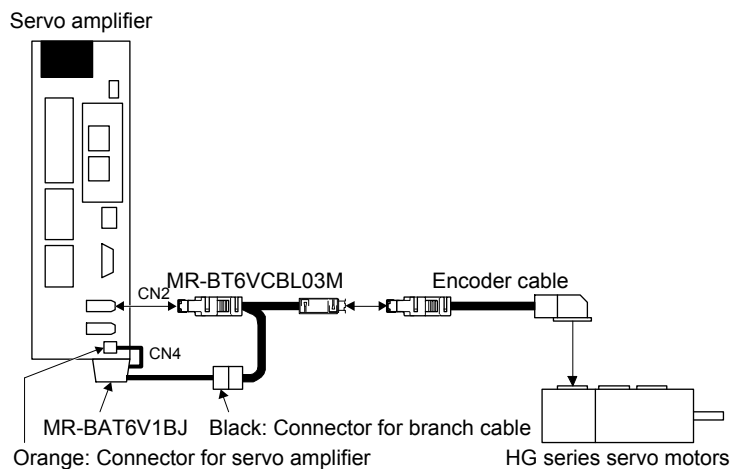 Servo amplifier
CN2
MR-BT6VCBL03M
Encoder cable
CN4
MR-BAT6V1BJ
Black: Connector for branch cable
Orange: Connector for servo amplifier
HG series servo motors